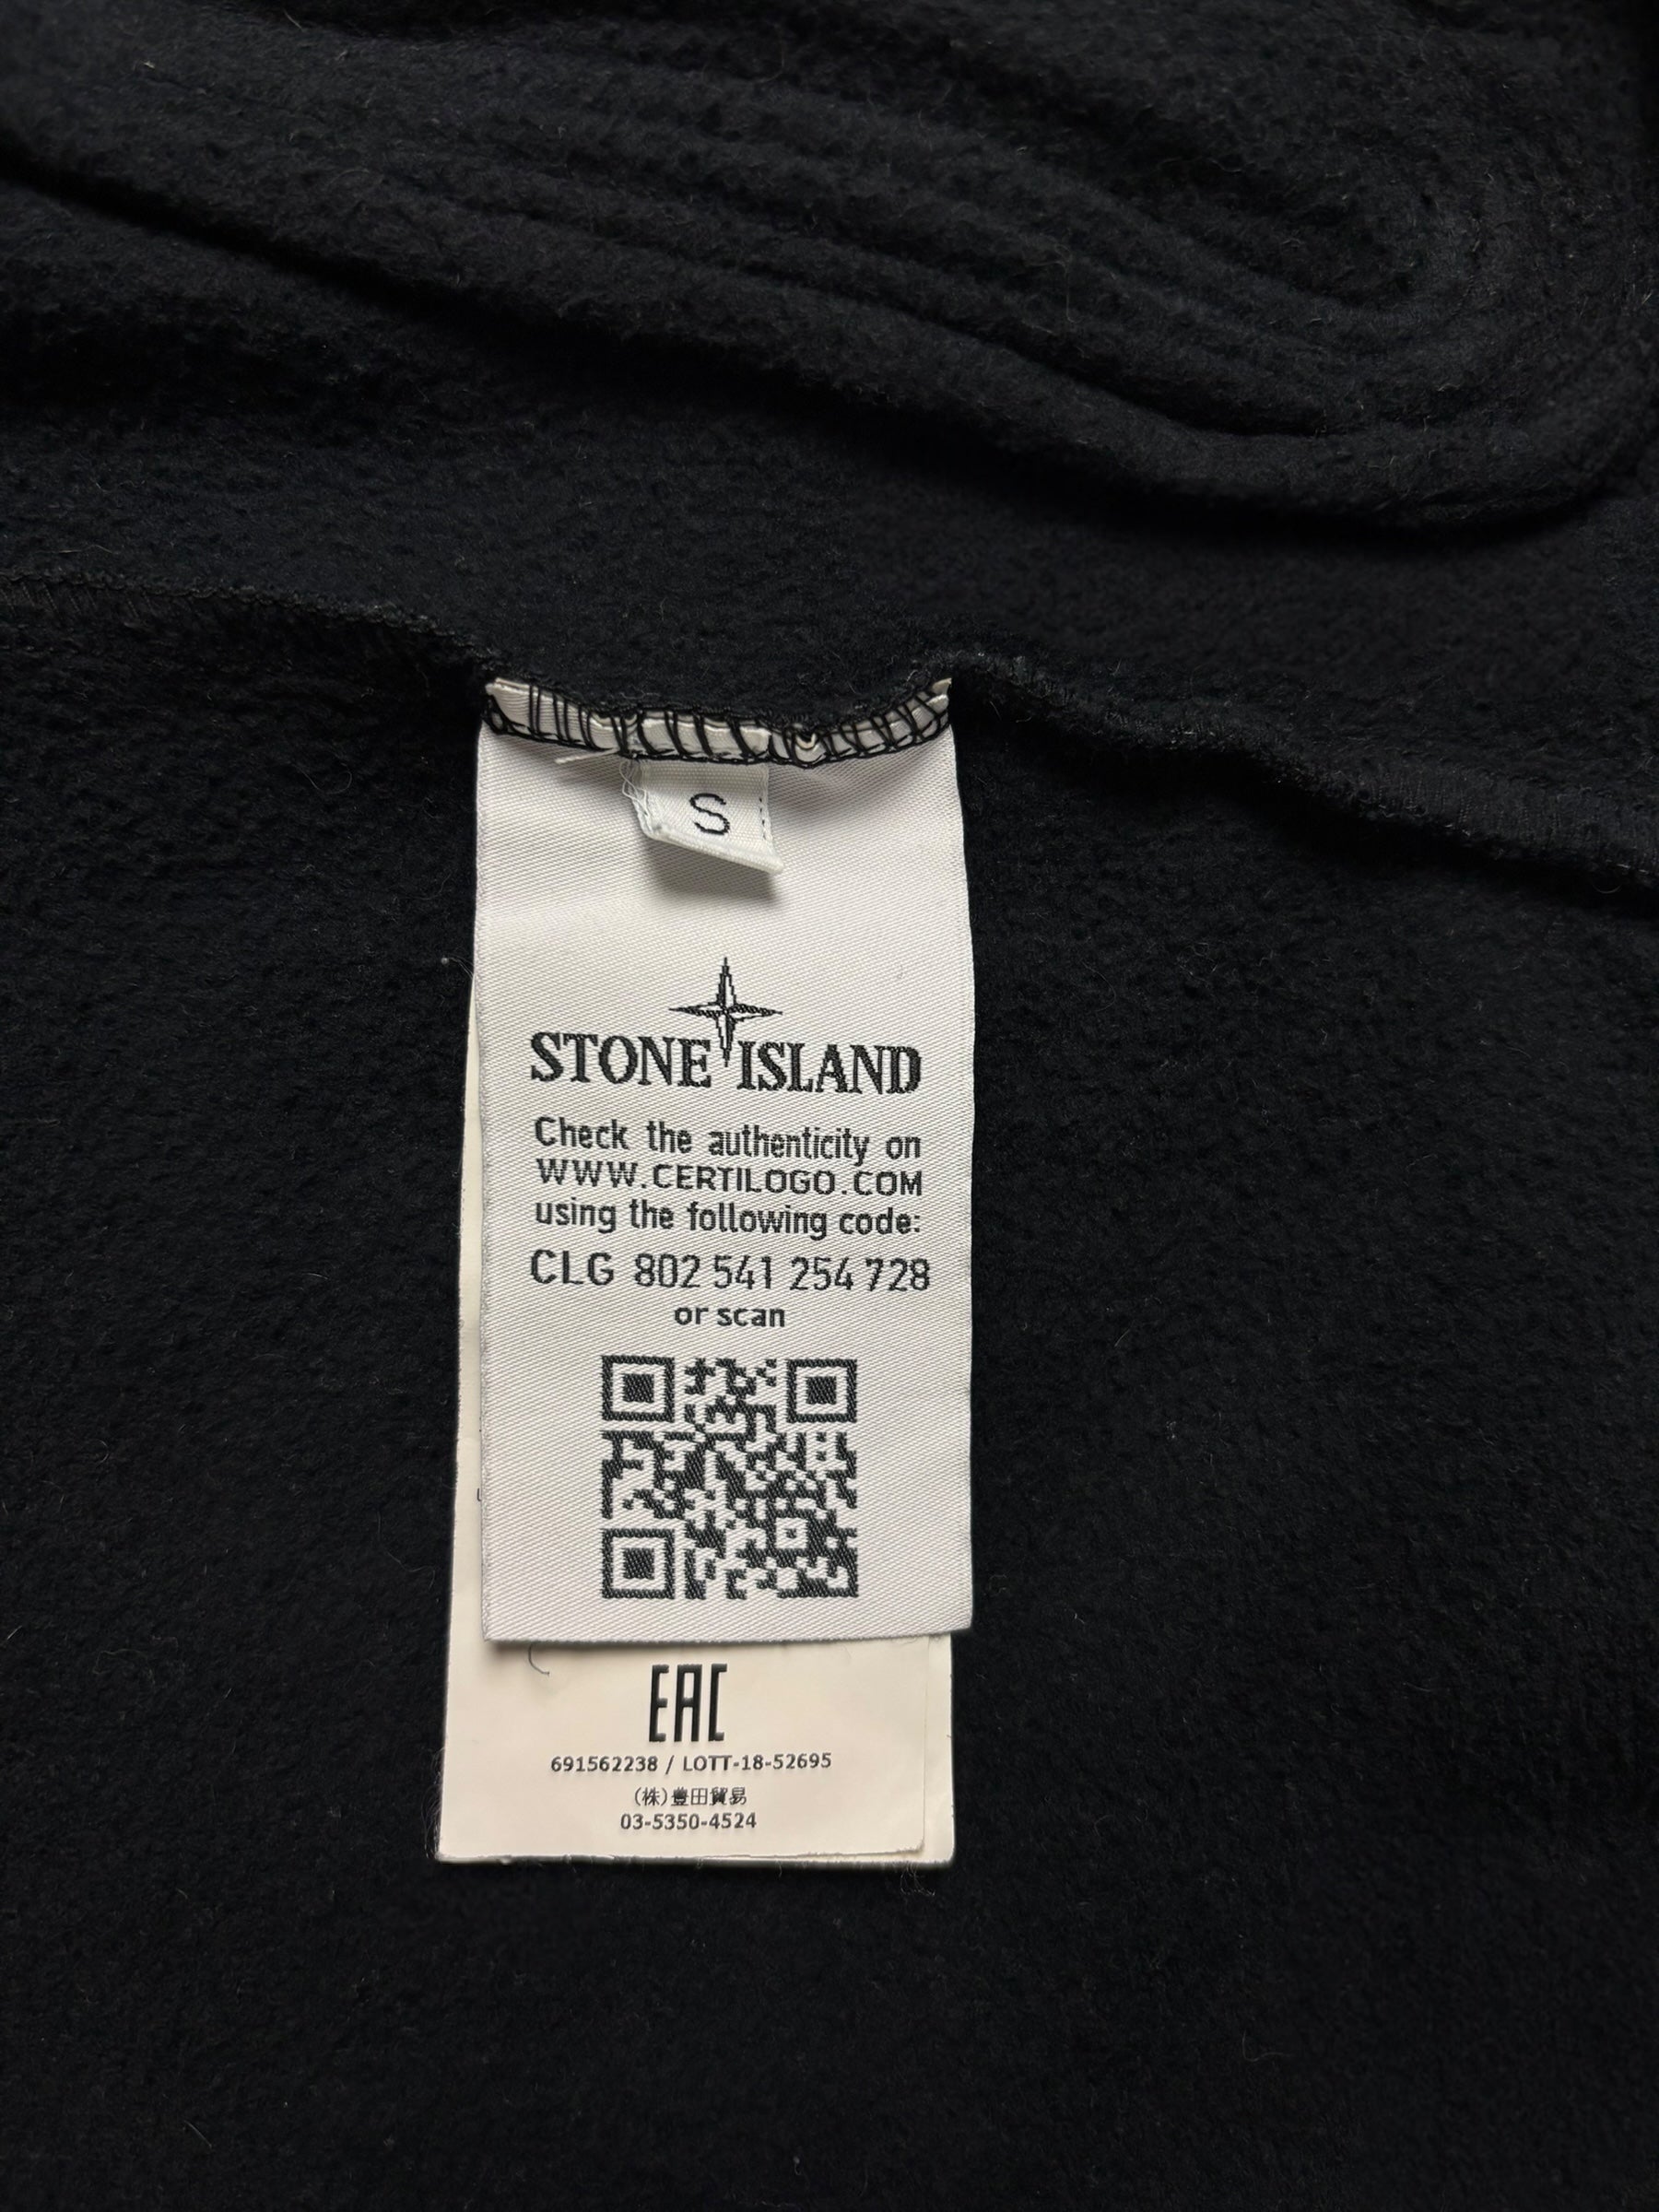 S
STONE ISLAND
Check the authenticity on
WWW.CERTILOGO.COM
using the following code:
CLG 802 541 254 728
or scan
EAC
691562238 / LOTT-18-52695
(株)豊田貿易
03-5350-4524